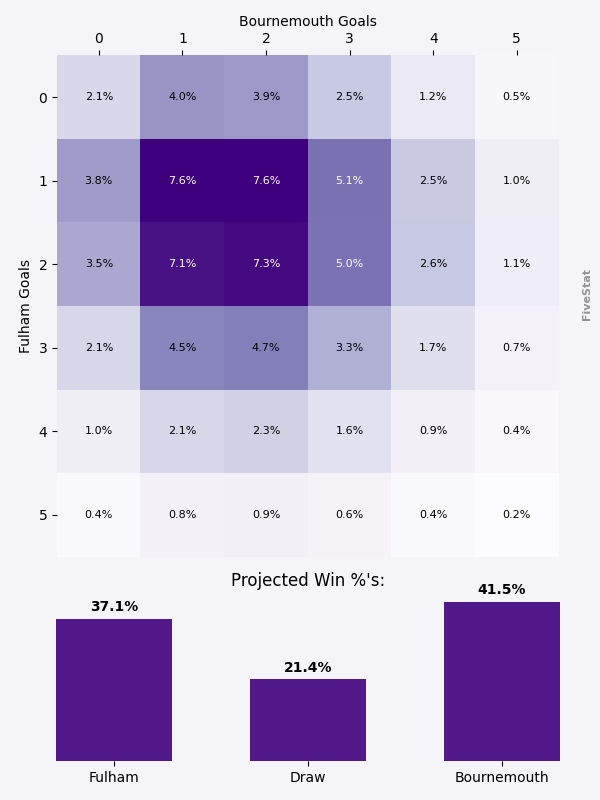 Bournemouth Goals
0 1 2 3 4 5
0 2.1% 4.0% 3.9% 2.5% 1.2% 0.5%
1 3.8% 7.6% 7.6% 5.1% 2.5% 1.0%
2 3.5% 7.1% 7.3% 5.0% 2.6% 1.1%
3 2.1% 4.5% 4.7% 3.3% 1.7% 0.7%
4 1.0% 2.1% 2.3% 1.6% 0.9% 0.4%
5 0.4% 0.8% 0.9% 0.6% 0.4% 0.2%
Fulham Goals
FiveStat
Projected Win %'s:
37.1% 21.4% 41.5%
Fulham Draw Bournemouth